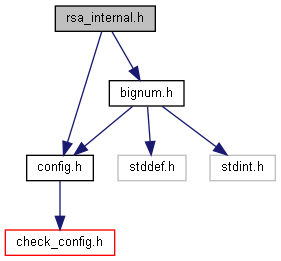 rsa_internal.h
bignum.h
config.h
stddef.h
stdint.h
check_config.h